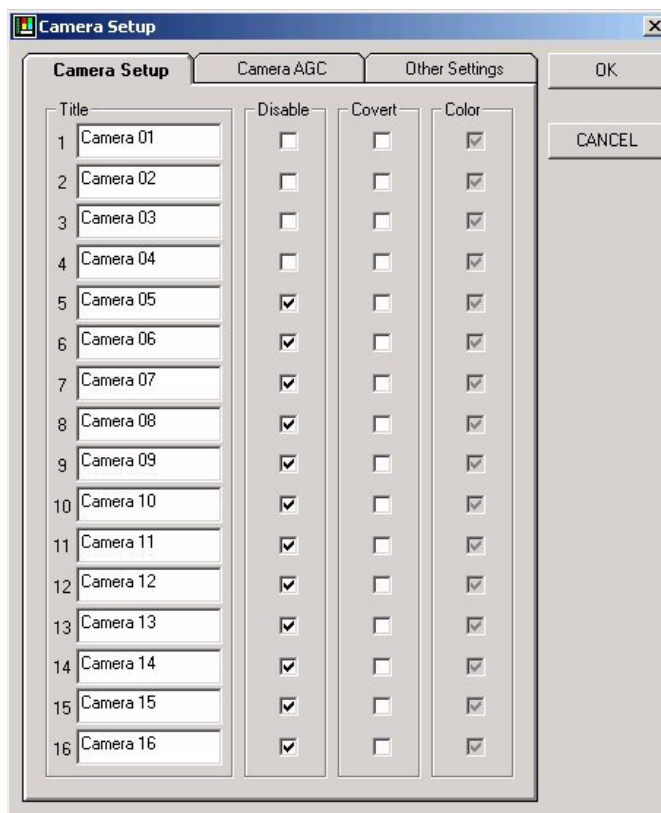 Camera Setup
Camera Setup Camera AGC Other Settings
OK
CANCEL
Title Disable Covert Color
1 Camera 01
2 Camera 02
3 Camera 03
4 Camera 04
5 Camera 05
6 Camera 06
7 Camera 07
8 Camera 08
9 Camera 09
10 Camera 10
11 Camera 11
12 Camera 12
13 Camera 13
14 Camera 14
15 Camera 15
16 Camera 16